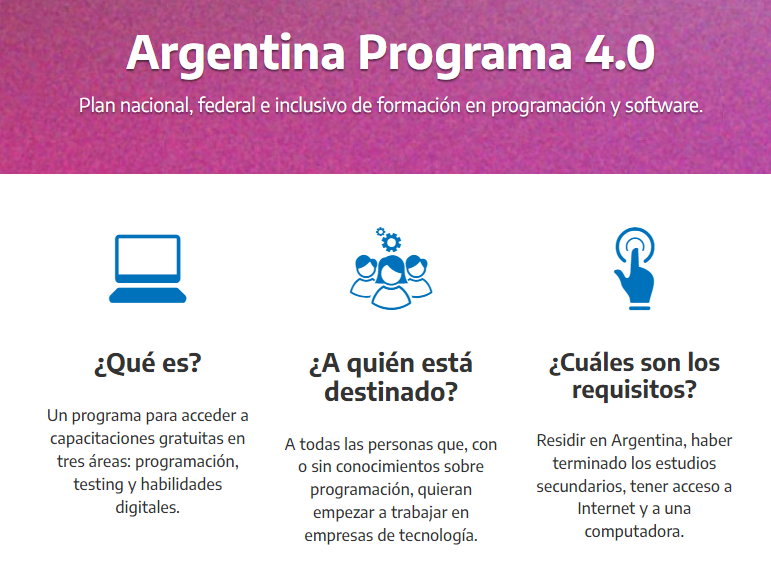 Argentina Programa 4.0
Plan nacional, federal e inclusivo de formación en programación y software.
¿Qué es?
Un programa para acceder a
capacitaciones gratuitas en
tres áreas: programación,
testing y habilidades
digitales.
¿A quién está
destinado?
A todas las personas que, con
o sin conocimientos sobre
programación, quieran
empezar a trabajar en
empresas de tecnología.
¿Cuáles son los
requisitos?
Residir en Argentina, haber
terminado los estudios
secundarios, tener acceso a
Internet y a una
computadora.